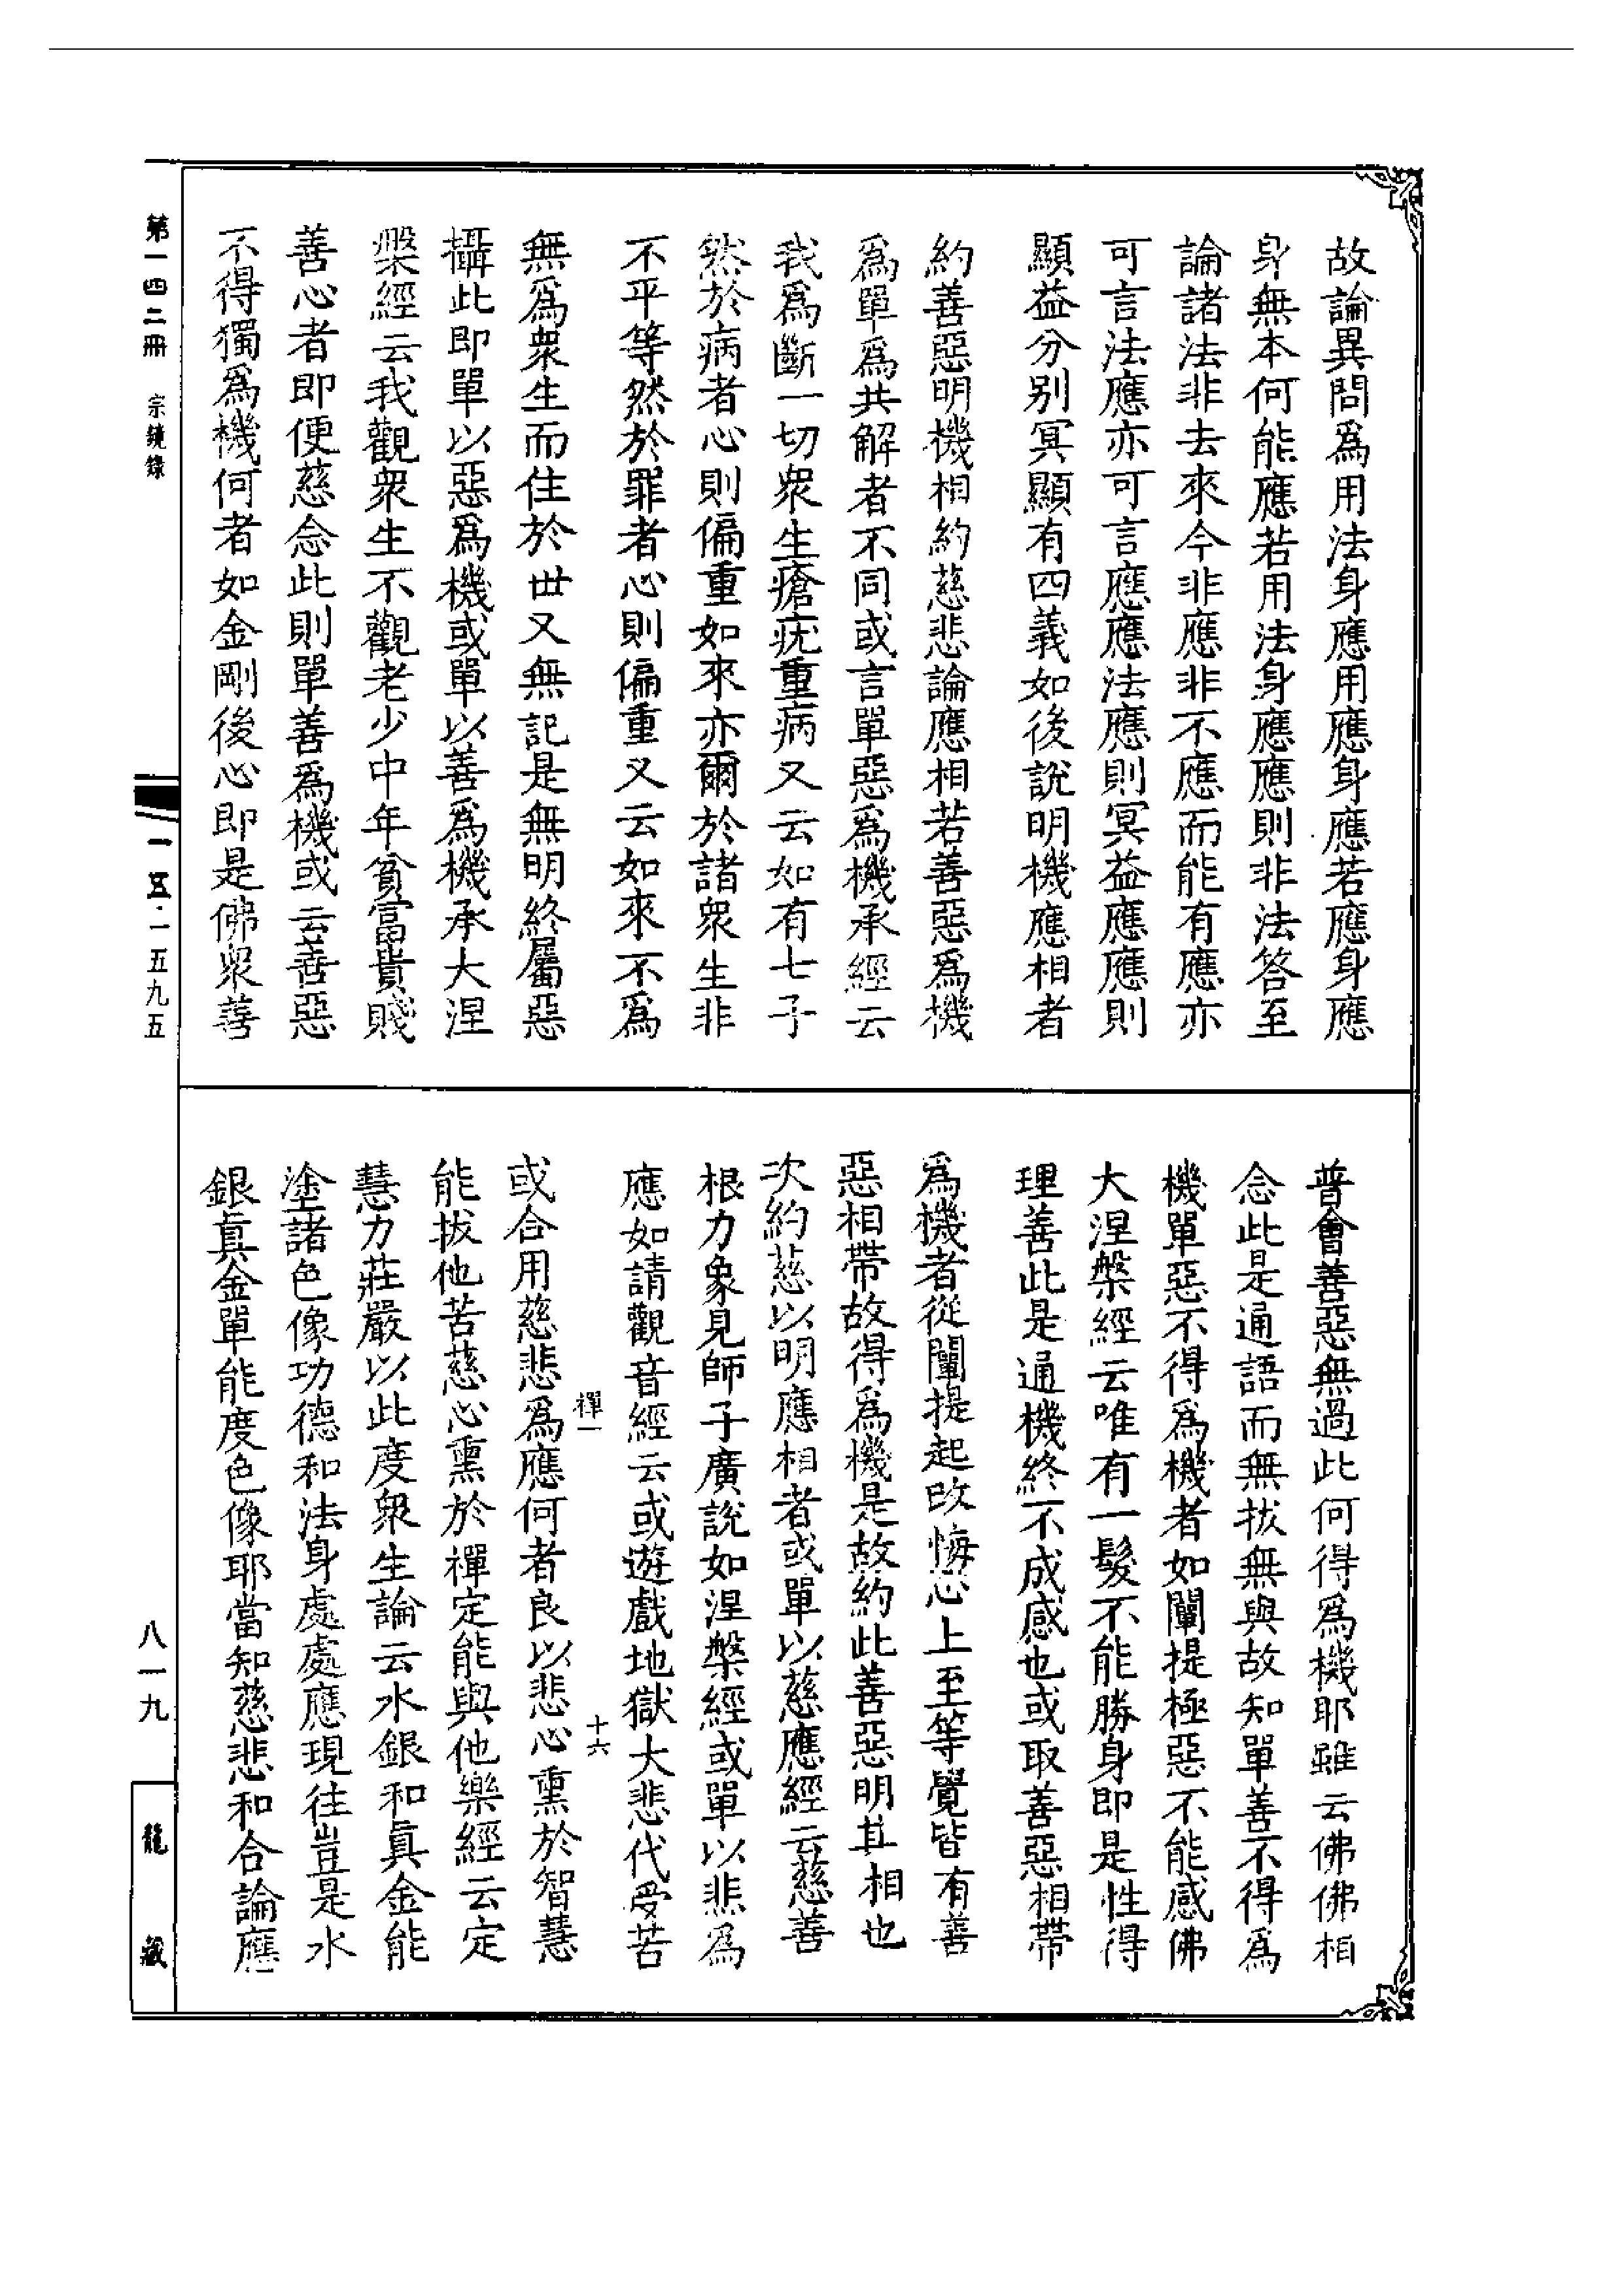 故論異問爲用法身應用應身應若應身應
身無本何能應若用法身應應則非法答至
論諸法非去來今非應非不應而能有應亦
可言法應亦可言應應法應則冥益應應則
顯益分别冥顯有四義如後說明機應相者
約善惡明機相約慈悲論應相若善惡爲機
爲單爲共解者不同或言單惡爲機承經云
我爲斷一切衆生瘡疣重病又云如有七子
然於病者心則偏重如來亦爾於諸衆生非
不平等然於罪者心則偏重又云如來不爲
無爲衆生而住於世又無記是無明終屬惡
攝此即單以惡爲機或單以善爲機承大涅
槃經云我觀衆生不觀老少中年貧富貴賤
善心者即便慈念此則單善爲機或云善惡
不得獨爲機何者如金剛後心即是佛衆善
普會善惡無過此何得爲機耶雖云佛佛相
念此是通語而無拔無與故知單善不得爲
機單惡不得爲機者如闡提極惡不能感佛
大涅槃經云唯有一髮不能勝身即是性得
理善此是通機終不成感也或取善惡相帶
爲機者從闡提起改悔心上至等覺皆有善
惡相帶故得爲機是故約此善惡明其相也
次約慈以明應相者或單以慈應經云慈善
根力象見師子廣說如涅槃經或單以悲爲
應如請觀音經云或遊戲地獄大悲代受苦
禪一 十六
或合用慈悲爲應何者良以悲心熏於智慧
能拔他苦慈心熏於禪定能與他樂經云定
慧力莊嚴以此度衆生論云水銀和眞金能
塗諸色像功德和法身處處應現往豈是水
銀眞金單能度色像耶當知慈悲和合論應
第一四二冊 宗鏡錄
一五·一五九五
八一九
龍藏